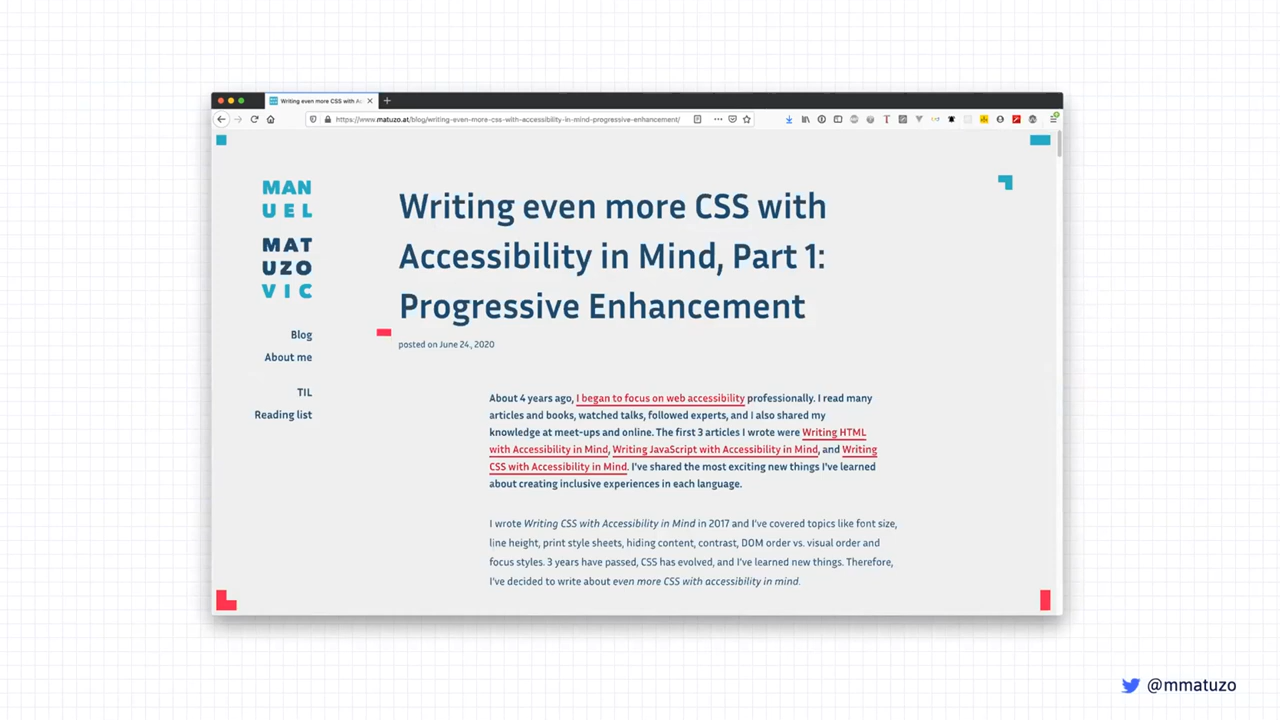 Writing even more CSS with Ac
https://www.matuzo.at/blog/writing-even-more-css-with-accessibility-in-mind-progressive-enhancement/
MAN
UEL
MAT
UZO
VIC
Blog
About me
TIL
Reading list
Writing even more CSS with
Accessibility in Mind, Part 1:
Progressive Enhancement
posted on June 24, 2020
About 4 years ago, I began to focus on web accessibility professionally. I read many
articles and books, watched talks, followed experts, and I also shared my
knowledge at meet-ups and online. The first 3 articles I wrote were Writing HTML
with Accessibility in Mind, Writing JavaScript with Accessibility in Mind, and Writing
CSS with Accessibility in Mind. I've shared the most exciting new things I've learned
about creating inclusive experiences in each language.
I wrote Writing CSS with Accessibility in Mind in 2017 and I've covered topics like font size,
line height, print style sheets, hiding content, contrast, DOM order vs. visual order and
focus styles. 3 years have passed, CSS has evolved, and I've learned new things. Therefore,
I've decided to write about even more CSS with accessibility in mind.
@mmatuzo